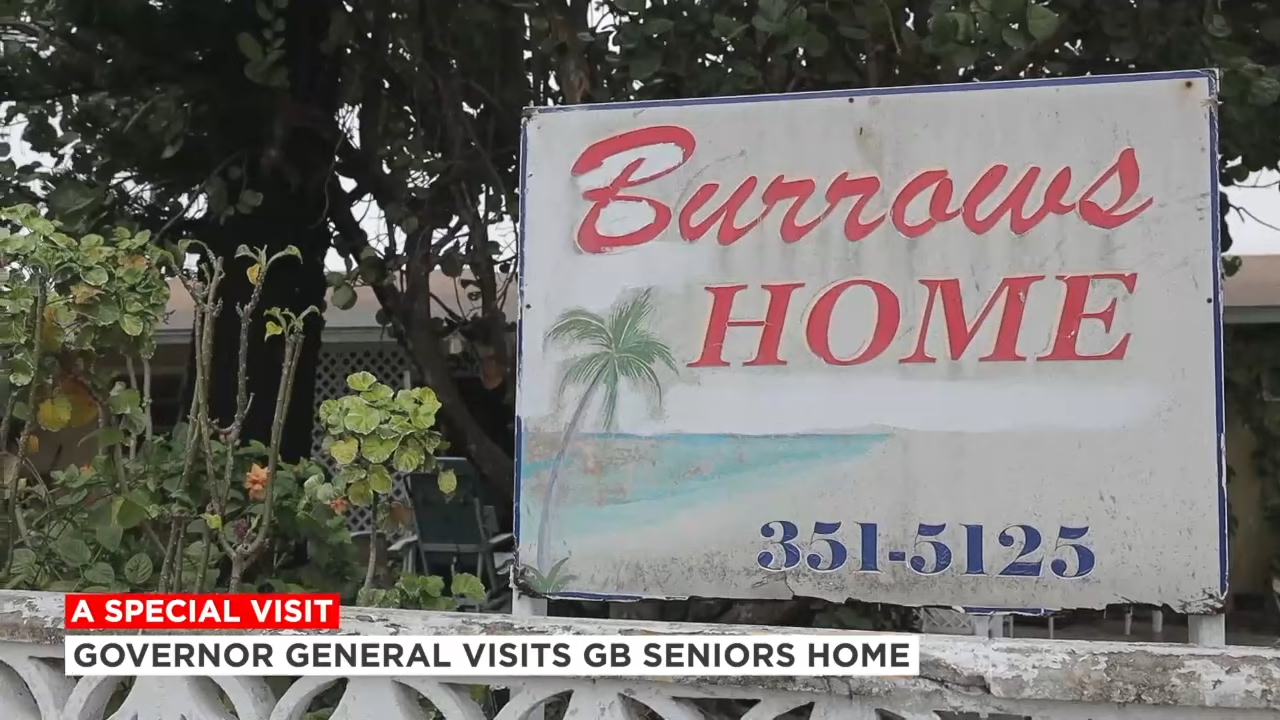 Burrows
HOME
351-5125
A SPECIAL VISIT
GOVERNOR GENERAL VISITS GB SENIORS HOME